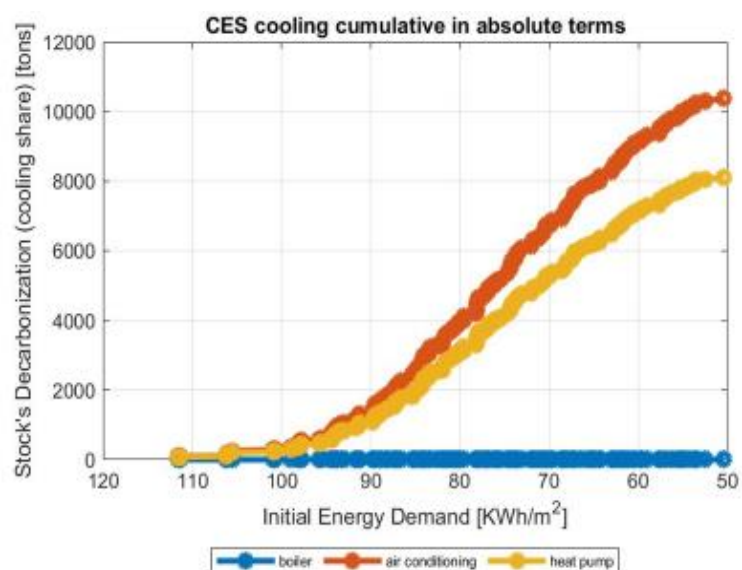 CES cooling cumulative in absolute terms
Stock's Decarbonization (cooling share) [tons]
12000
10000
8000
6000
4000
2000
0
120 110 100 90 80 70 60 50
Initial Energy Demand [KWh/m²]
boiler air conditioning heat pump